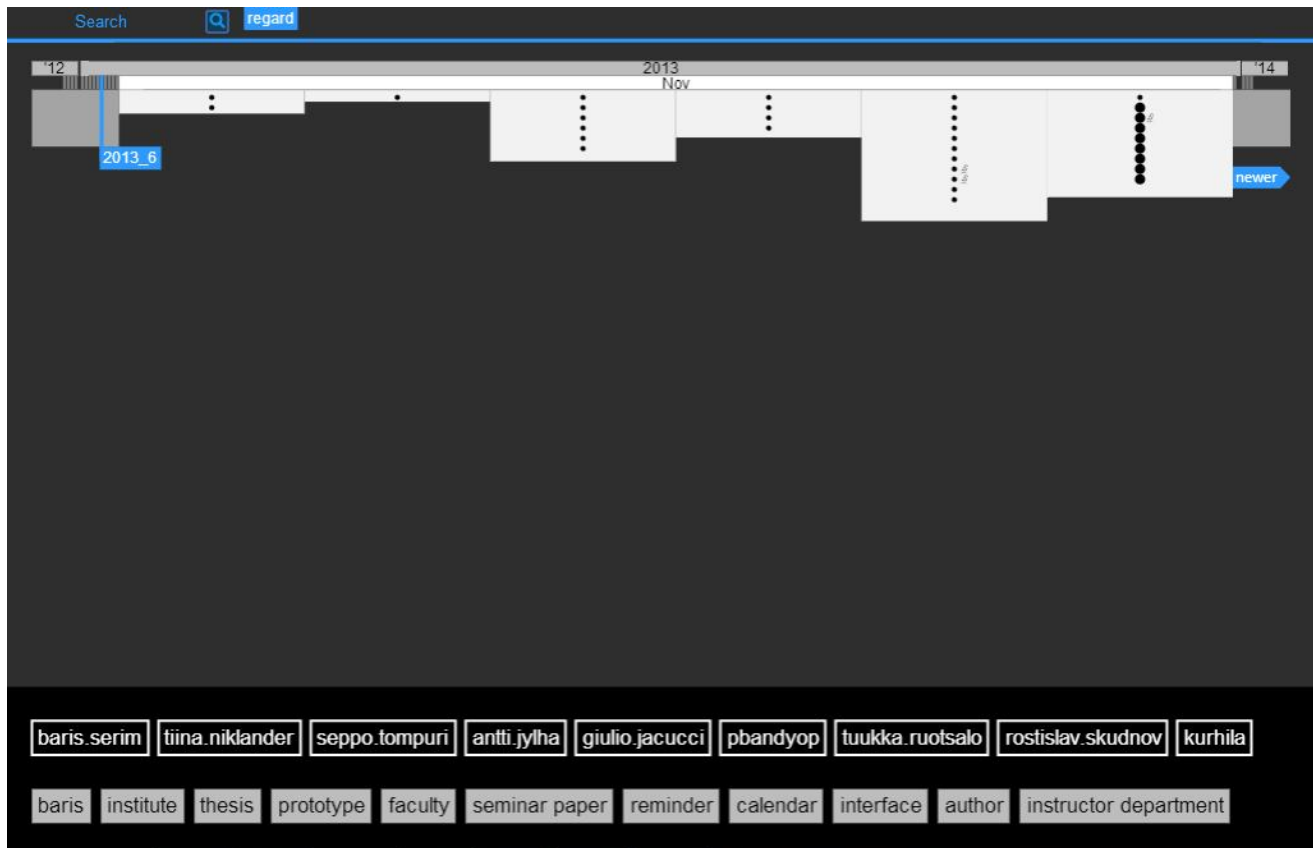 Search regard
'12 2013 '14
Nov
2013_6
newer
baris.serim tiina.niklander seppo.tompuri antti.jylha giulio.jacucci pbandyop tuukka.ruotsalo rostislav.skudnov kurhila
baris institute thesis prototype faculty seminar paper reminder calendar interface author instructor department